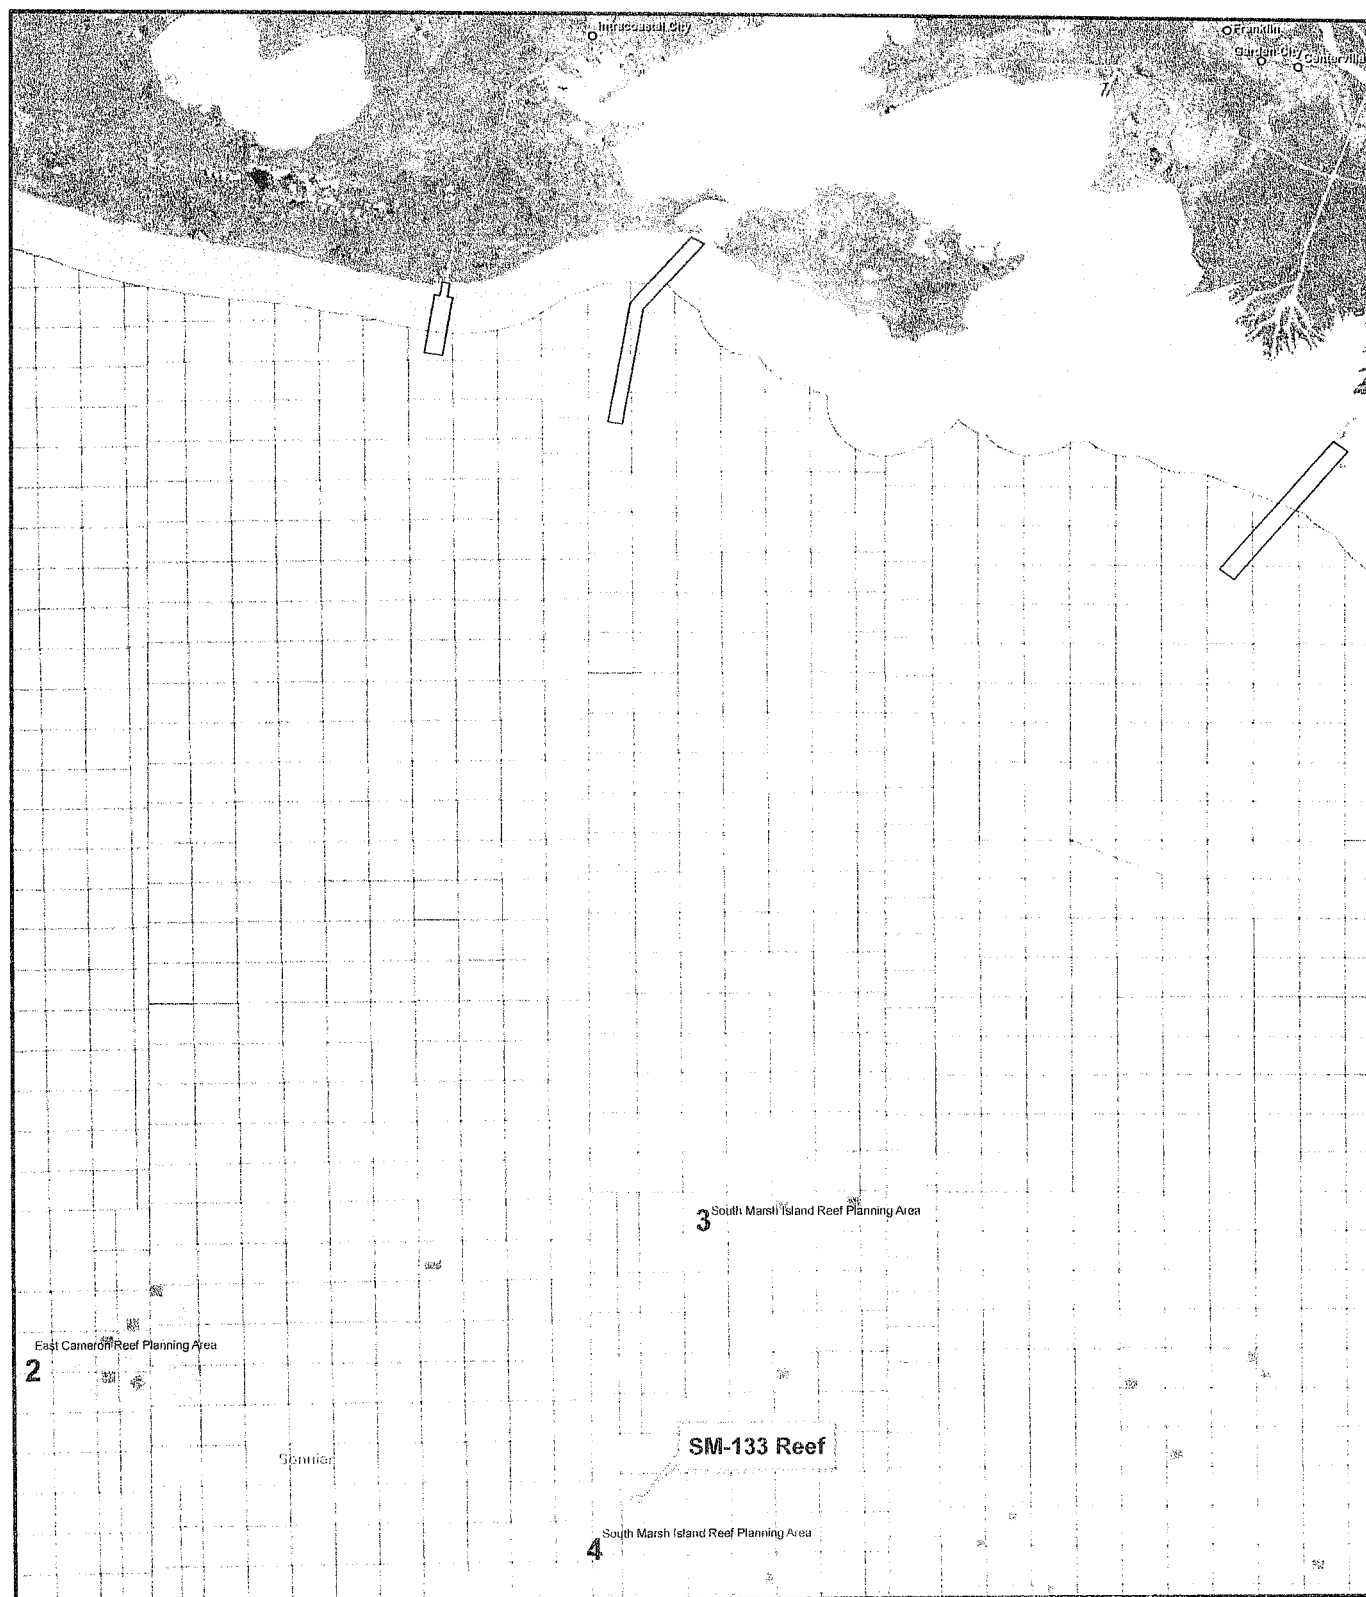 Intracoastal City
Franklin
Garden City
Centerville
3
South Marsh Island Reef Planning Area
East Cameron Reef Planning Area
2
SM-133 Reef
Sonnier
South Marsh Island Reef Planning Area
4